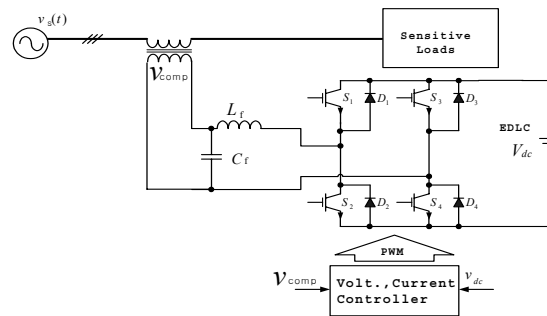 v_s(t)
Sensitive
Loads
v_comp
L_f
C_f
S_1
D_1
S_3
D_3
EDLC
V_dc
S_2
D_2
S_4
D_4
PWM
v_comp
Volt.,Current
Controller
v_dc